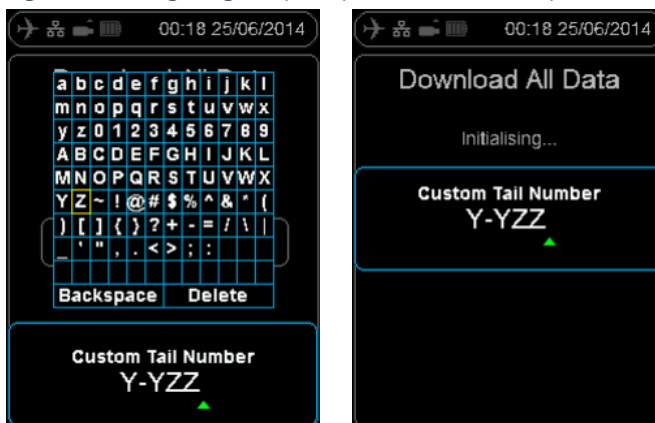 00:18 25/06/2014
a b c d e f g h i j k l
m n o p q r s t u v w x
y z 0 1 2 3 4 5 6 7 8 9
A B C D E F G H I J K L
M N O P Q R S T U V W X
Y Z ~ ! @ # $ % ^ & * (
) [ ] { } ? + - = / \ |
_ ' " , . < > ; :
Backspace Delete
Custom Tail Number
Y-YZZ
00:18 25/06/2014
Download All Data
Initialising...
Custom Tail Number
Y-YZZ